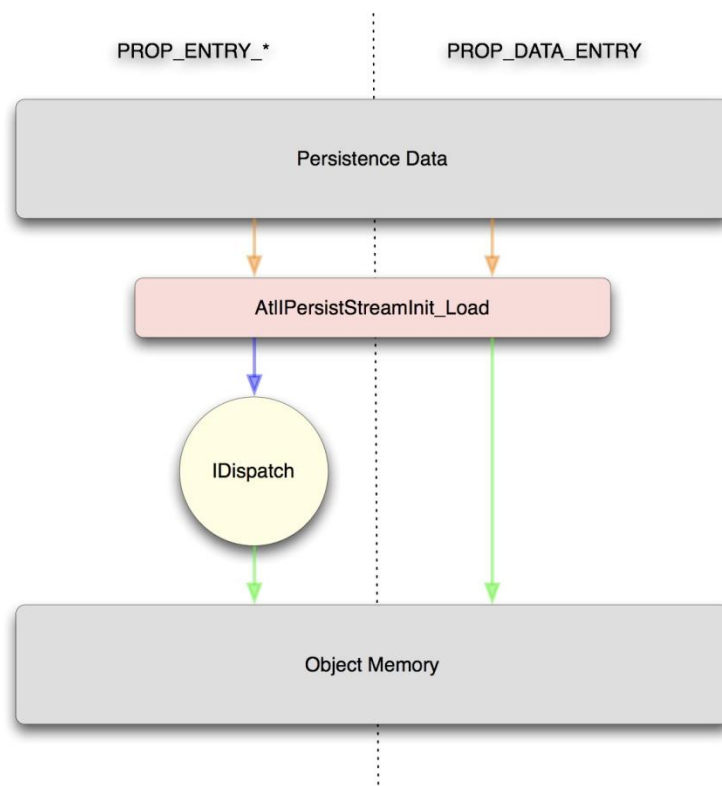 PROP_ENTRY_*
PROP_DATA_ENTRY
Persistence Data
AtlIPersistStreamInit_Load
IDispatch
Object Memory